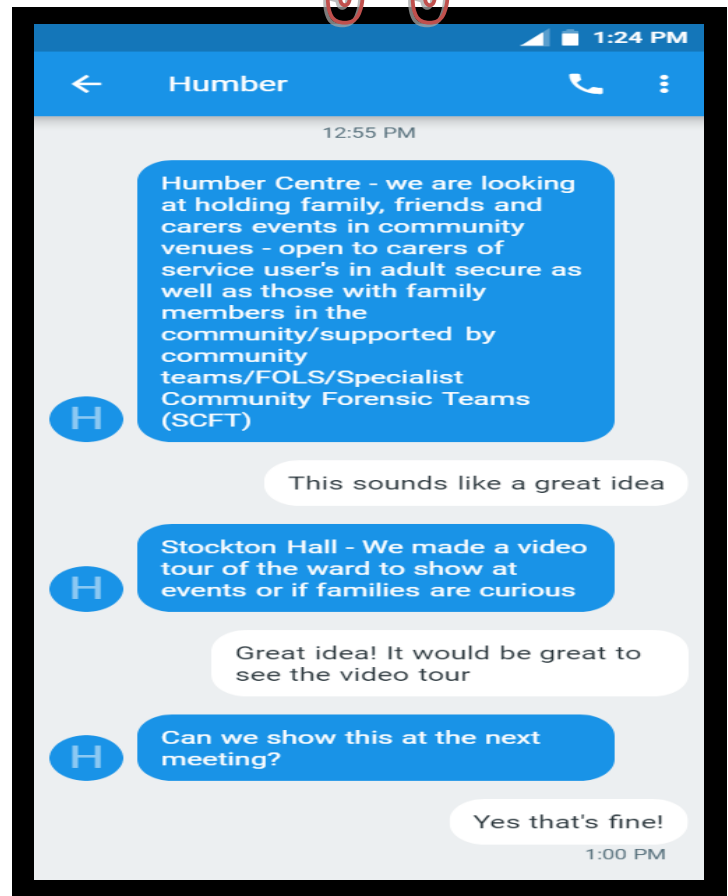 1:24 PM
Humber
12:55 PM
Humber Centre - we are looking
at holding family, friends and
carers events in community
venues - open to carers of
service user's in adult secure as
well as those with family
members in the
community/supported by
community
teams/FOLS/Specialist
Community Forensic Teams
(SCFT)
H
This sounds like a great idea
Stockton Hall - We made a video
tour of the ward to show at
events or if families are curious
H
Great idea! It would be great to
see the video tour
Can we show this at the next
meeting?
H
Yes that's fine!
1:00 PM